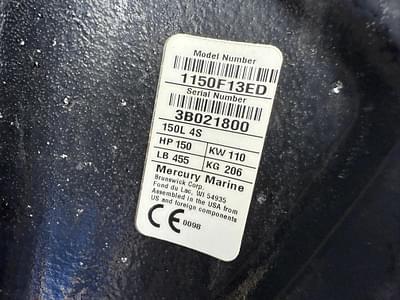 Model Number
1150F13ED
Serial Number
3B021800
150L 4S
HP 150 KW 110
LB 455 KG 206
Mercury Marine
Brunswick Corp.
Fond du Lac, WI 54935
Assembled in the USA from
US and foreign components
CE 0098